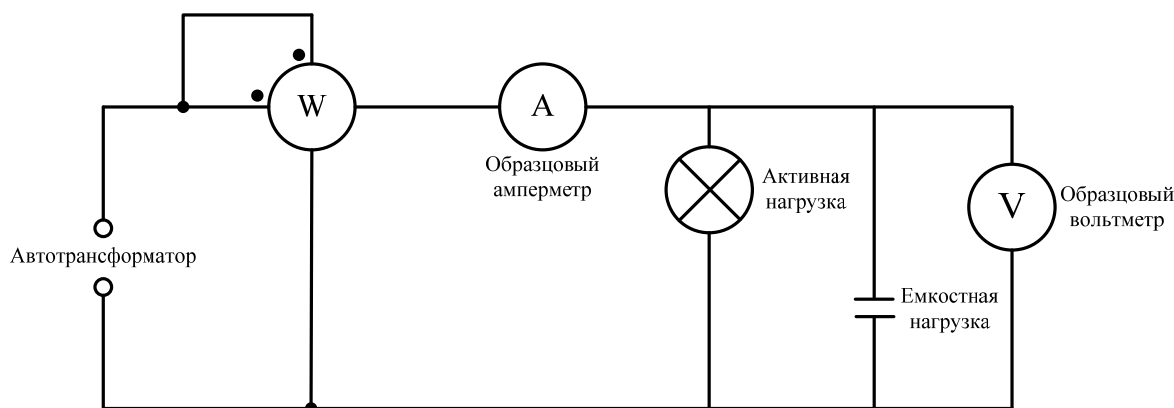 W
A
Образцовый
амперметр
Активная
нагрузка
V
Образцовый
вольтметр
Автотрансформатор
Емкостная
нагрузка